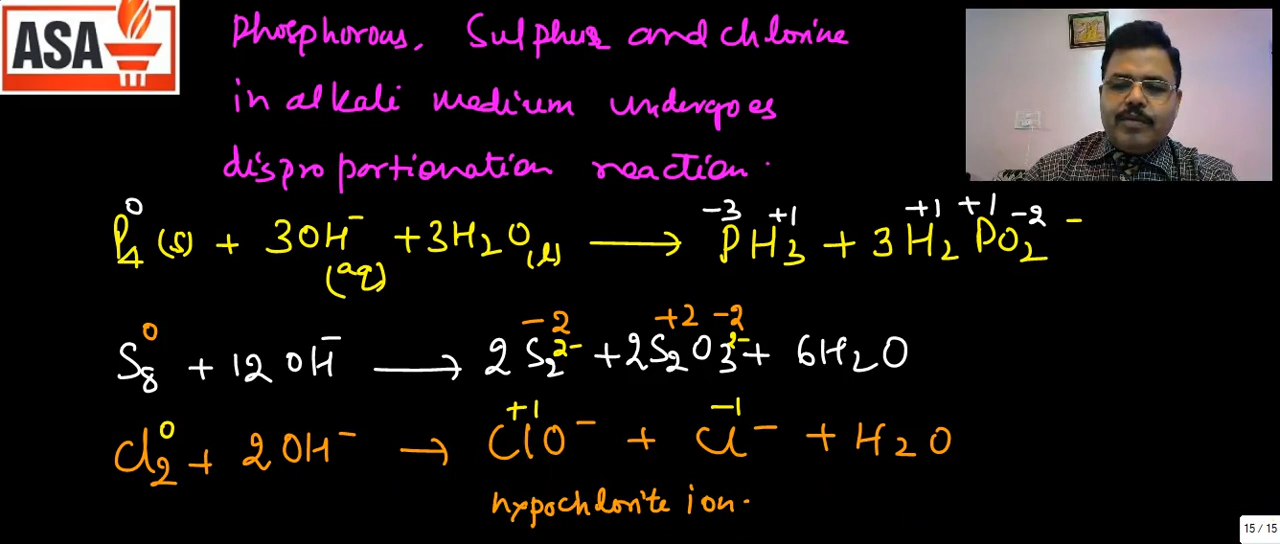 ASA
Phosphorous, Sulphur and chlorine
in alkali medium undergoes
disproportionation reaction.
0 -3 +1 +1 +1 -2
P₄ (s) + 3OH⁻ (aq) + 3H₂O (l) ⟶ PH₃ + 3H₂PO₂⁻
0 -2 +2 -2
S₈ + 12OH⁻ ⟶ 2S₂²⁻ + 2S₂O₃²⁻ + 6H₂O
0 +1 -1
Cl₂ + 2OH⁻ → ClO⁻ + Cl⁻ + H₂O
hypochlorite ion.
15 / 15